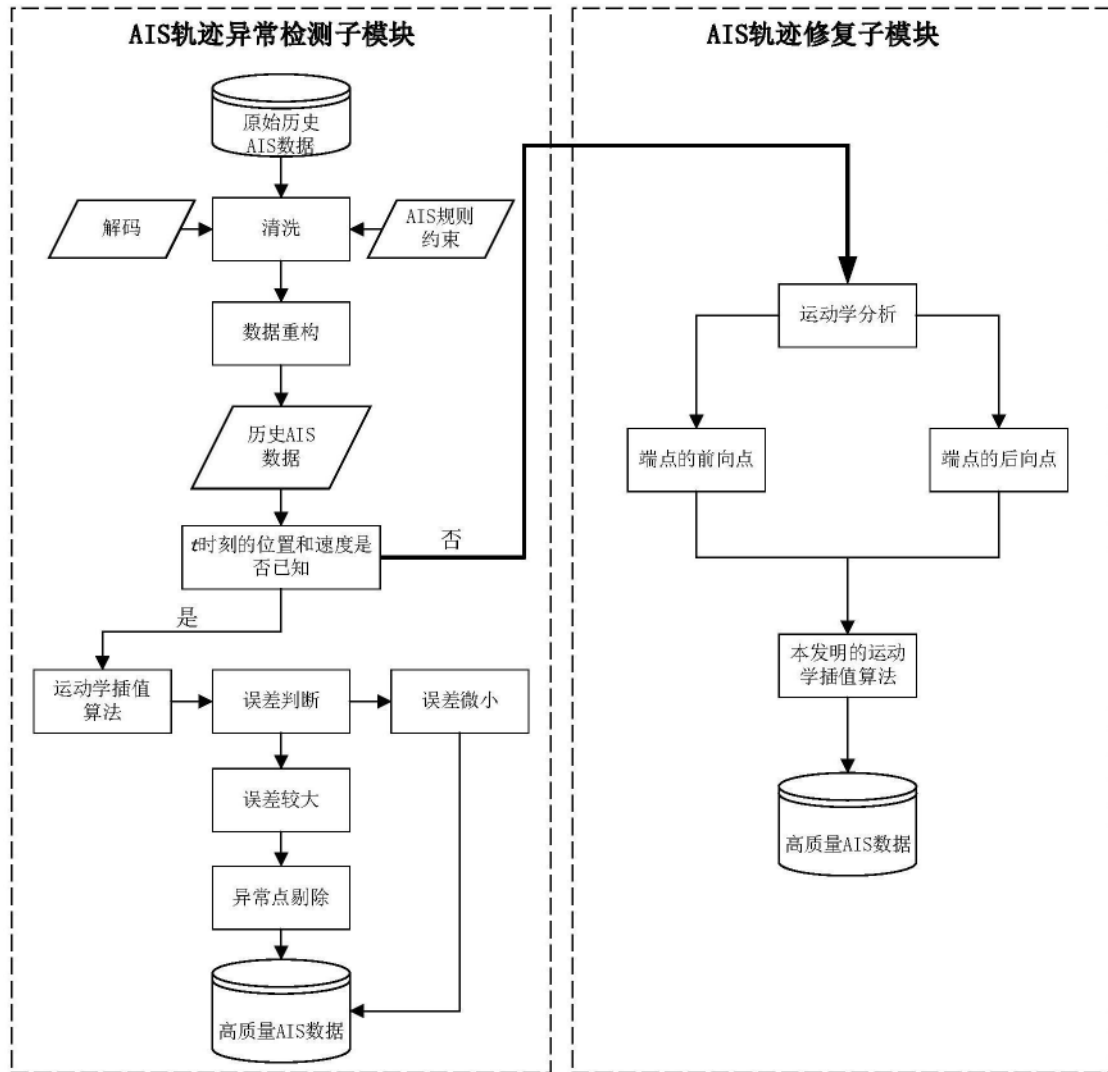 AIS轨迹异常检测子模块
原始历史
AIS数据
解码
清洗
AIS规则
约束
数据重构
历史AIS
数据
t时刻的位置和速度是
否已知
否
是
运动学插值
算法
误差判断
误差微小
误差较大
异常点剔除
高质量AIS数据
AIS轨迹修复子模块
运动学分析
端点的前向点
端点的后向点
本发明的运动
学插值算法
高质量AIS数据